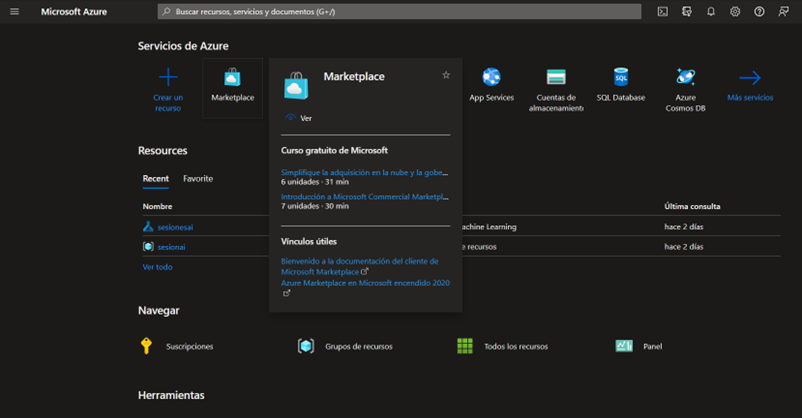 Microsoft Azure
Buscar recursos, servicios y documentos (G+/)
Servicios de Azure
Crear un
recurso
Marketplace
Marketplace
Ver
Curso gratuito de Microsoft
Simplifique la adquisición en la nube y la gobe...
6 unidades · 31 min
Introducción a Microsoft Commercial Marketpl...
7 unidades · 30 min
Vínculos útiles
Bienvenido a la documentación del cliente de
Microsoft Marketplace
Azure Marketplace en Microsoft encendido 2020
App Services
Cuentas de
almacenamiento
SQL Database
Azure
Cosmos DB
Más servicios
Resources
Recent Favorite
Nombre Última consulta
sesionesai Learning hace 2 días
sesionai e recursos hace 2 días
Ver todo
Navegar
Suscripciones Grupos de recursos Todos los recursos Panel
Herramientas